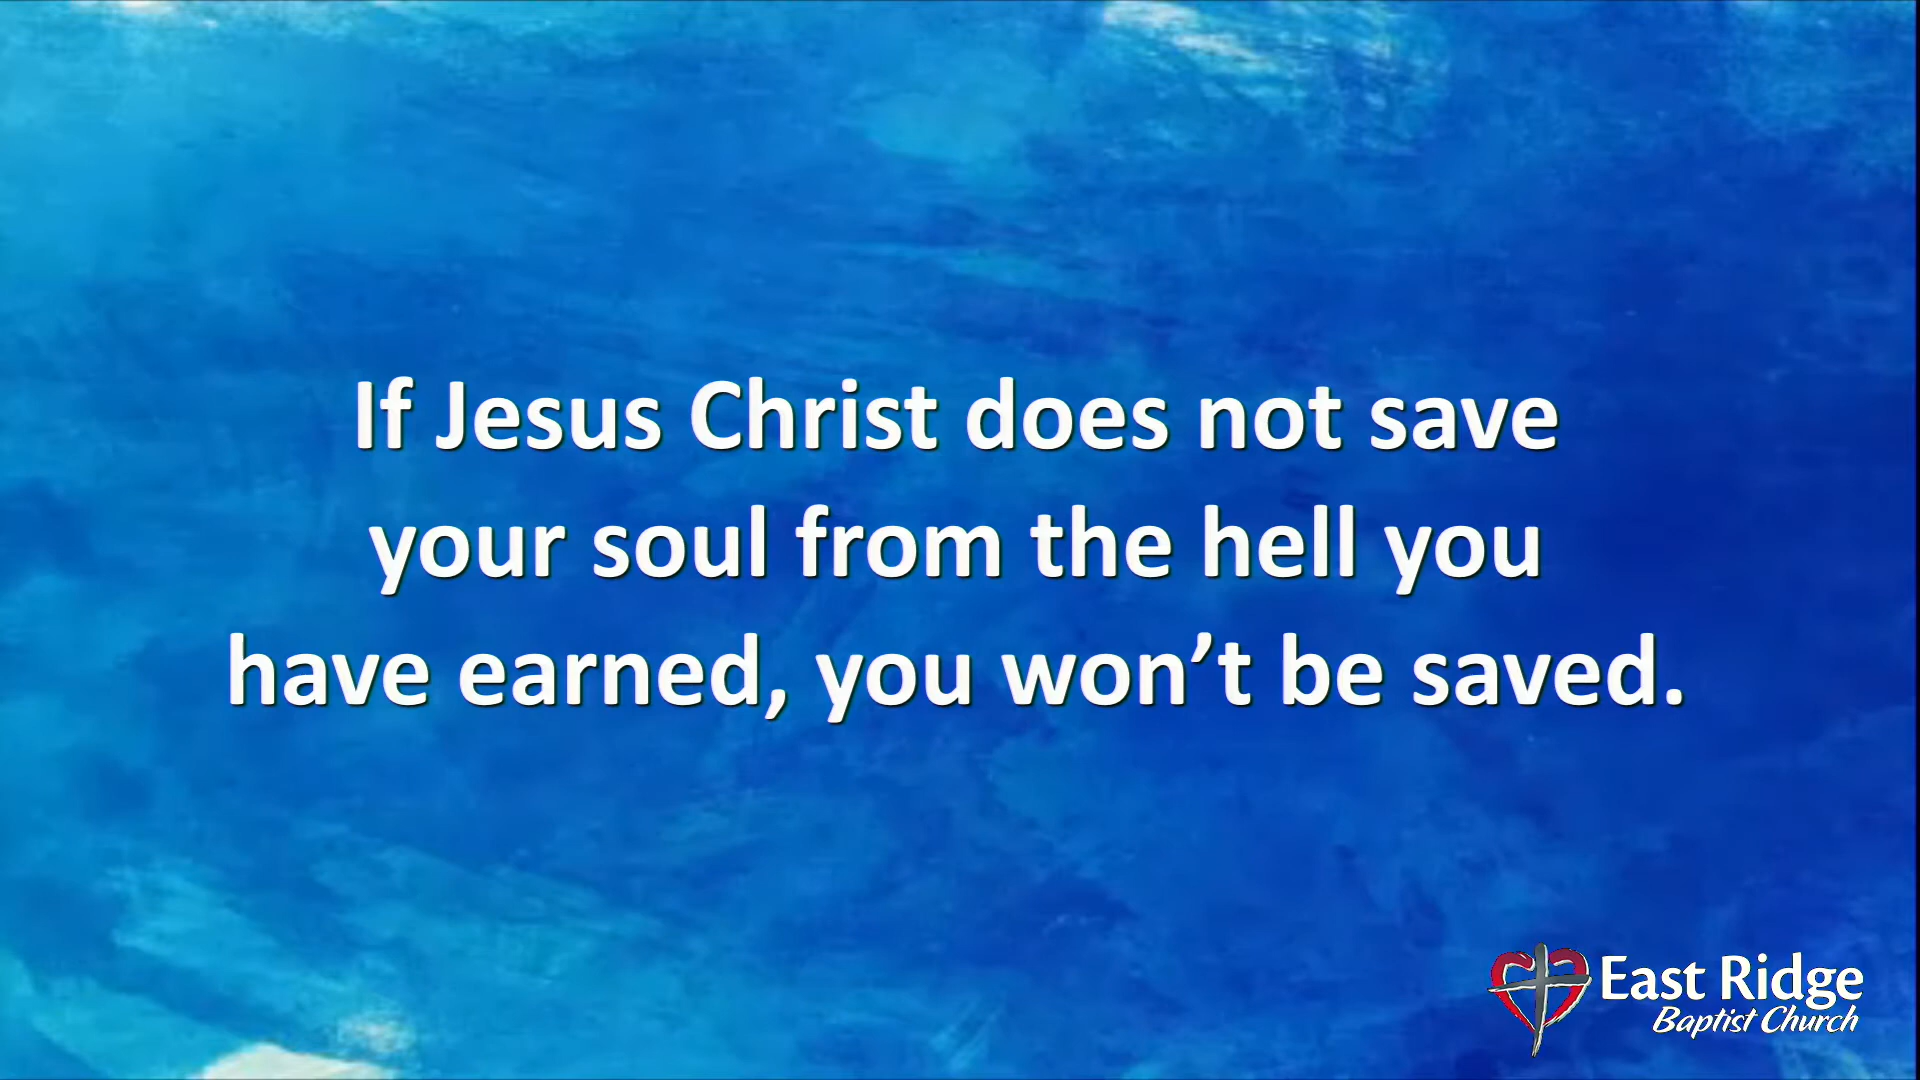 If Jesus Christ does not save
your soul from the hell you
have earned, you won’t be saved.
East Ridge
Baptist Church